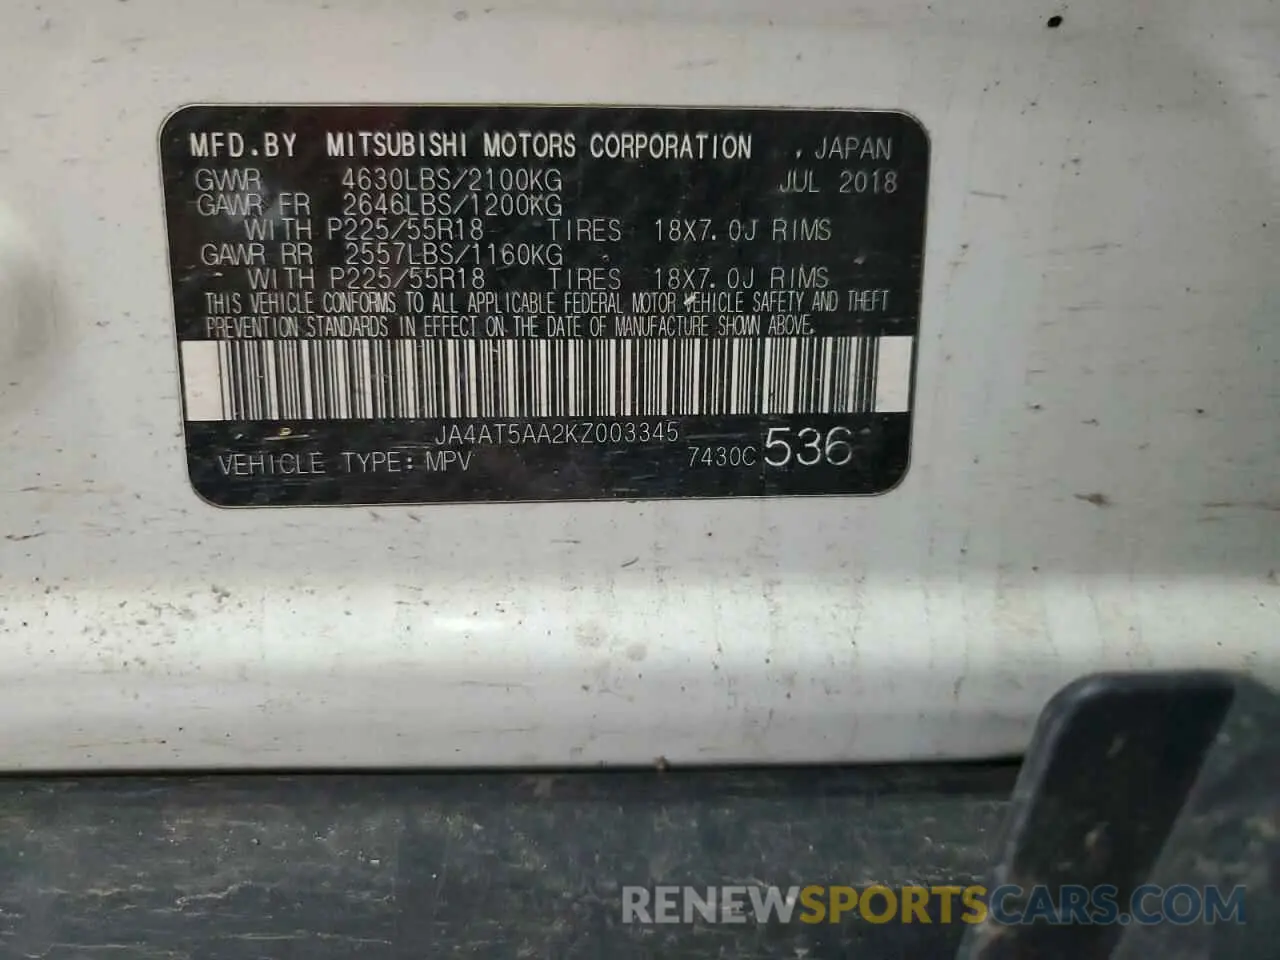 MFD.BY MITSUBISHI MOTORS CORPORATION , JAPAN
GVWR 4630LBS/2100KG JUL 2018
GAWR FR 2646LBS/1200KG
WITH P225/55R18 TIRES 18X7.0J RIMS
GAWR RR 2557LBS/1160KG
WITH P225/55R18 TIRES 18X7.0J RIMS
THIS VEHICLE CONFORMS TO ALL APPLICABLE FEDERAL MOTOR VEHICLE SAFETY AND THEFT
PREVENTION STANDARDS IN EFFECT ON THE DATE OF MANUFACTURE SHOWN ABOVE.
JA4AT5AA2KZ003345
VEHICLE TYPE: MPV 7430C 536
RENEWSPORTSCARS.COM